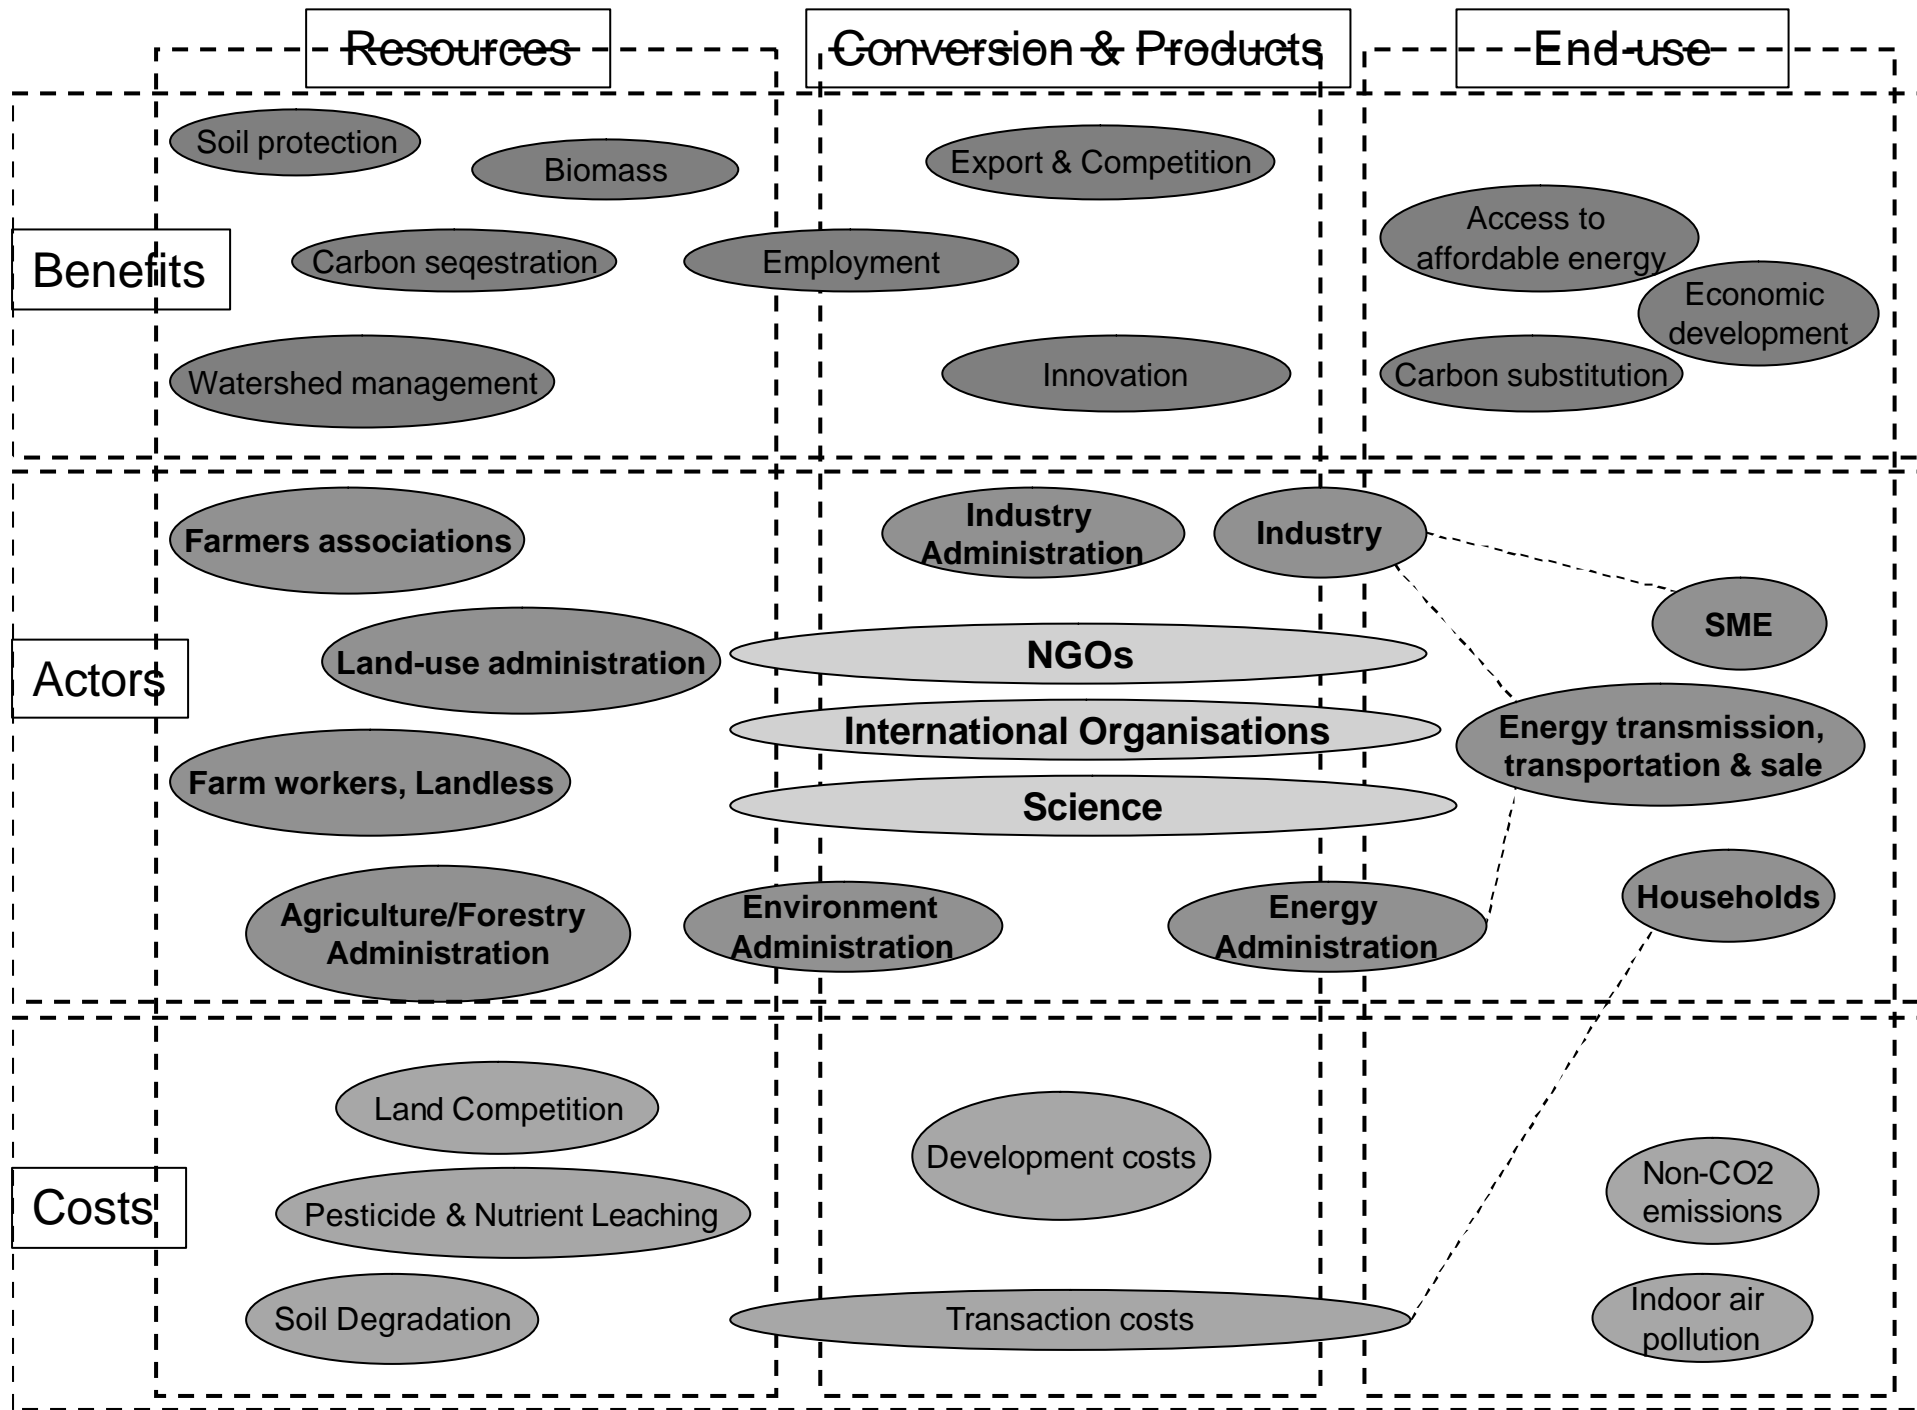 Resources
Conversion & Products
End-use
Benefits
Soil protection
Biomass
Export & Competition
Carbon seqestration
Employment
Access to
affordable energy
Economic
development
Watershed management
Innovation
Carbon substitution
Actors
Farmers associations
Industry
Administration
Industry
SME
Land-use administration
NGOs
International Organisations
Energy transmission,
transportation & sale
Farm workers, Landless
Science
Agriculture/Forestry
Administration
Environment
Administration
Energy
Administration
Households
Costs
Land Competition
Development costs
Non-CO2
emissions
Pesticide & Nutrient Leaching
Soil Degradation
Transaction costs
Indoor air
pollution